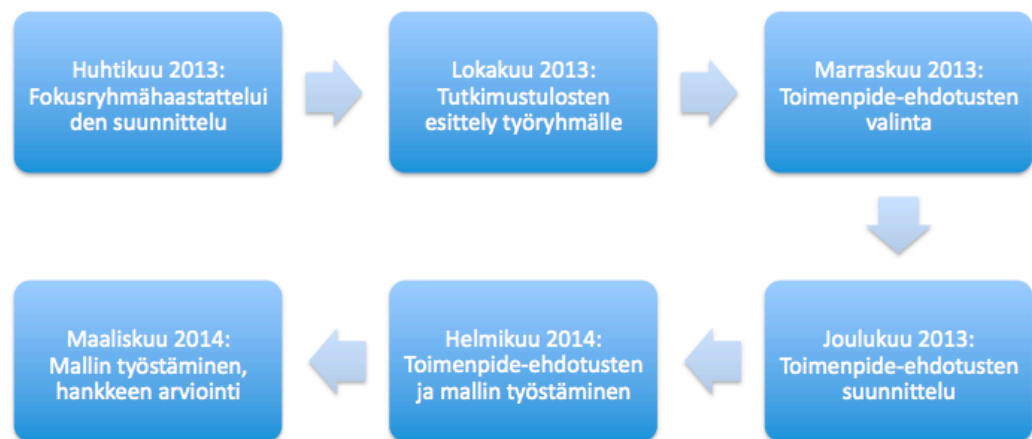 Huhtikuu 2013:
Fokusryhmähaastattelui
den suunnittelu
Lokakuu 2013:
Tutkimustulosten
esittely työryhmälle
Marraskuu 2013:
Toimenpide-ehdotusten
valinta
Joulukuu 2013:
Toimenpide-ehdotusten
suunnittelu
Helmikuu 2014:
Toimenpide-ehdotusten
ja mallin työstäminen
Maaliskuu 2014:
Mallin työstäminen,
hankkeen arviointi